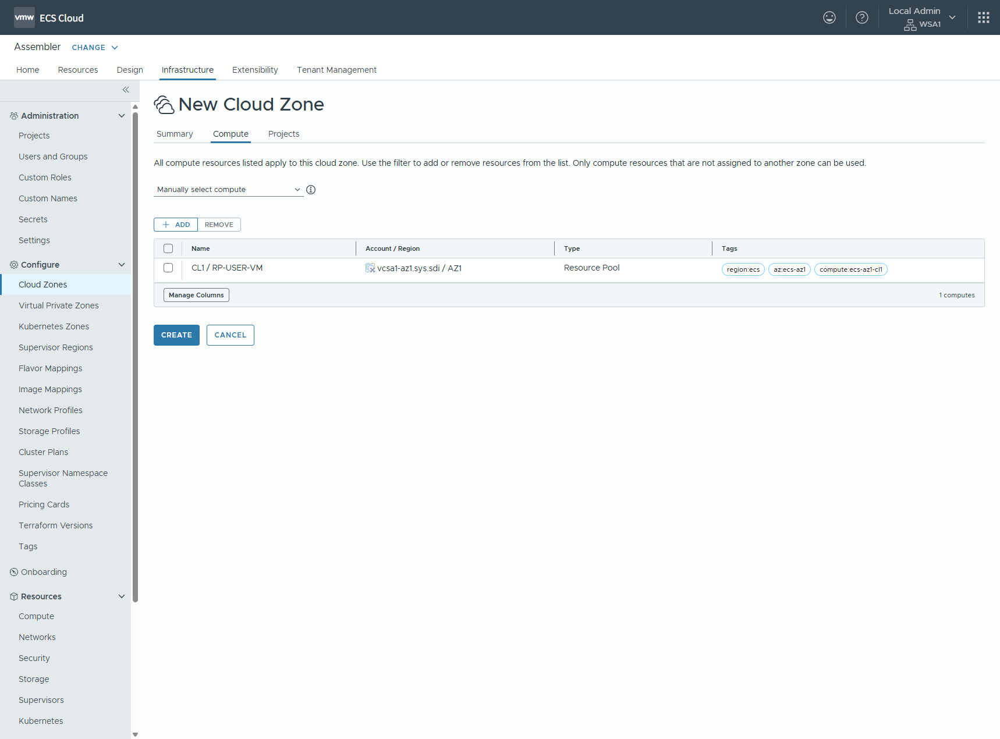 vmw ECS Cloud
Local Admin
WSA1
Assembler CHANGE
Home Resources Design Infrastructure Extensibility Tenant Management
Administration
Projects
Users and Groups
Custom Roles
Custom Names
Secrets
Settings
Configure
Cloud Zones
Virtual Private Zones
Kubernetes Zones
Supervisor Regions
Flavor Mappings
Image Mappings
Network Profiles
Storage Profiles
Cluster Plans
Supervisor Namespace
Classes
Pricing Cards
Terraform Versions
Tags
Onboarding
Resources
Compute
Networks
Security
Storage
Supervisors
Kubernetes
New Cloud Zone
Summary Compute Projects
All compute resources listed apply to this cloud zone. Use the filter to add or remove resources from the list. Only compute resources that are not assigned to another zone can be used.
Manually select compute
ADD REMOVE
Name Account / Region Type Tags
CL1 / RP-USER-VM vcsa1-az1.sys.sdi / AZ1 Resource Pool region:ecs az:ecs-az1 compute:ecs-az1-cl1
Manage Columns 1 computes
CREATE CANCEL